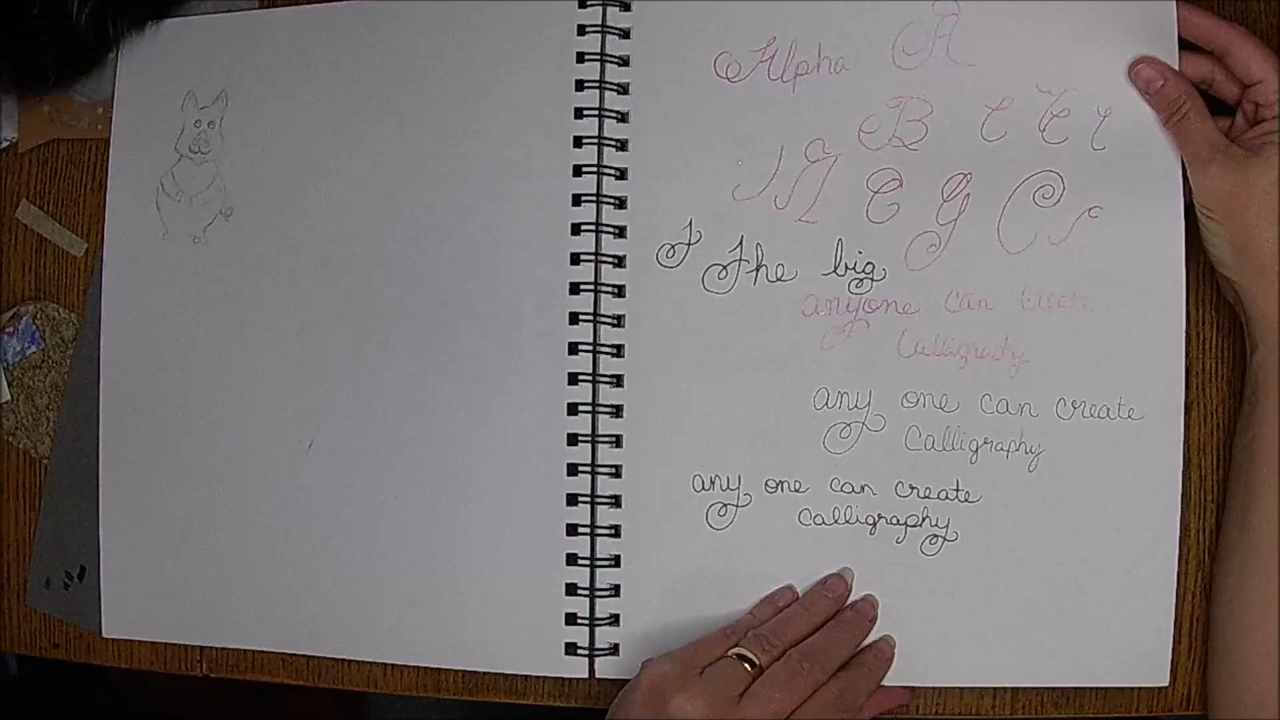 Alpha A
B C C C
C G C
T The big
anyone can
Calligraphy
any one can create
Calligraphy
any one can create
calligraphy